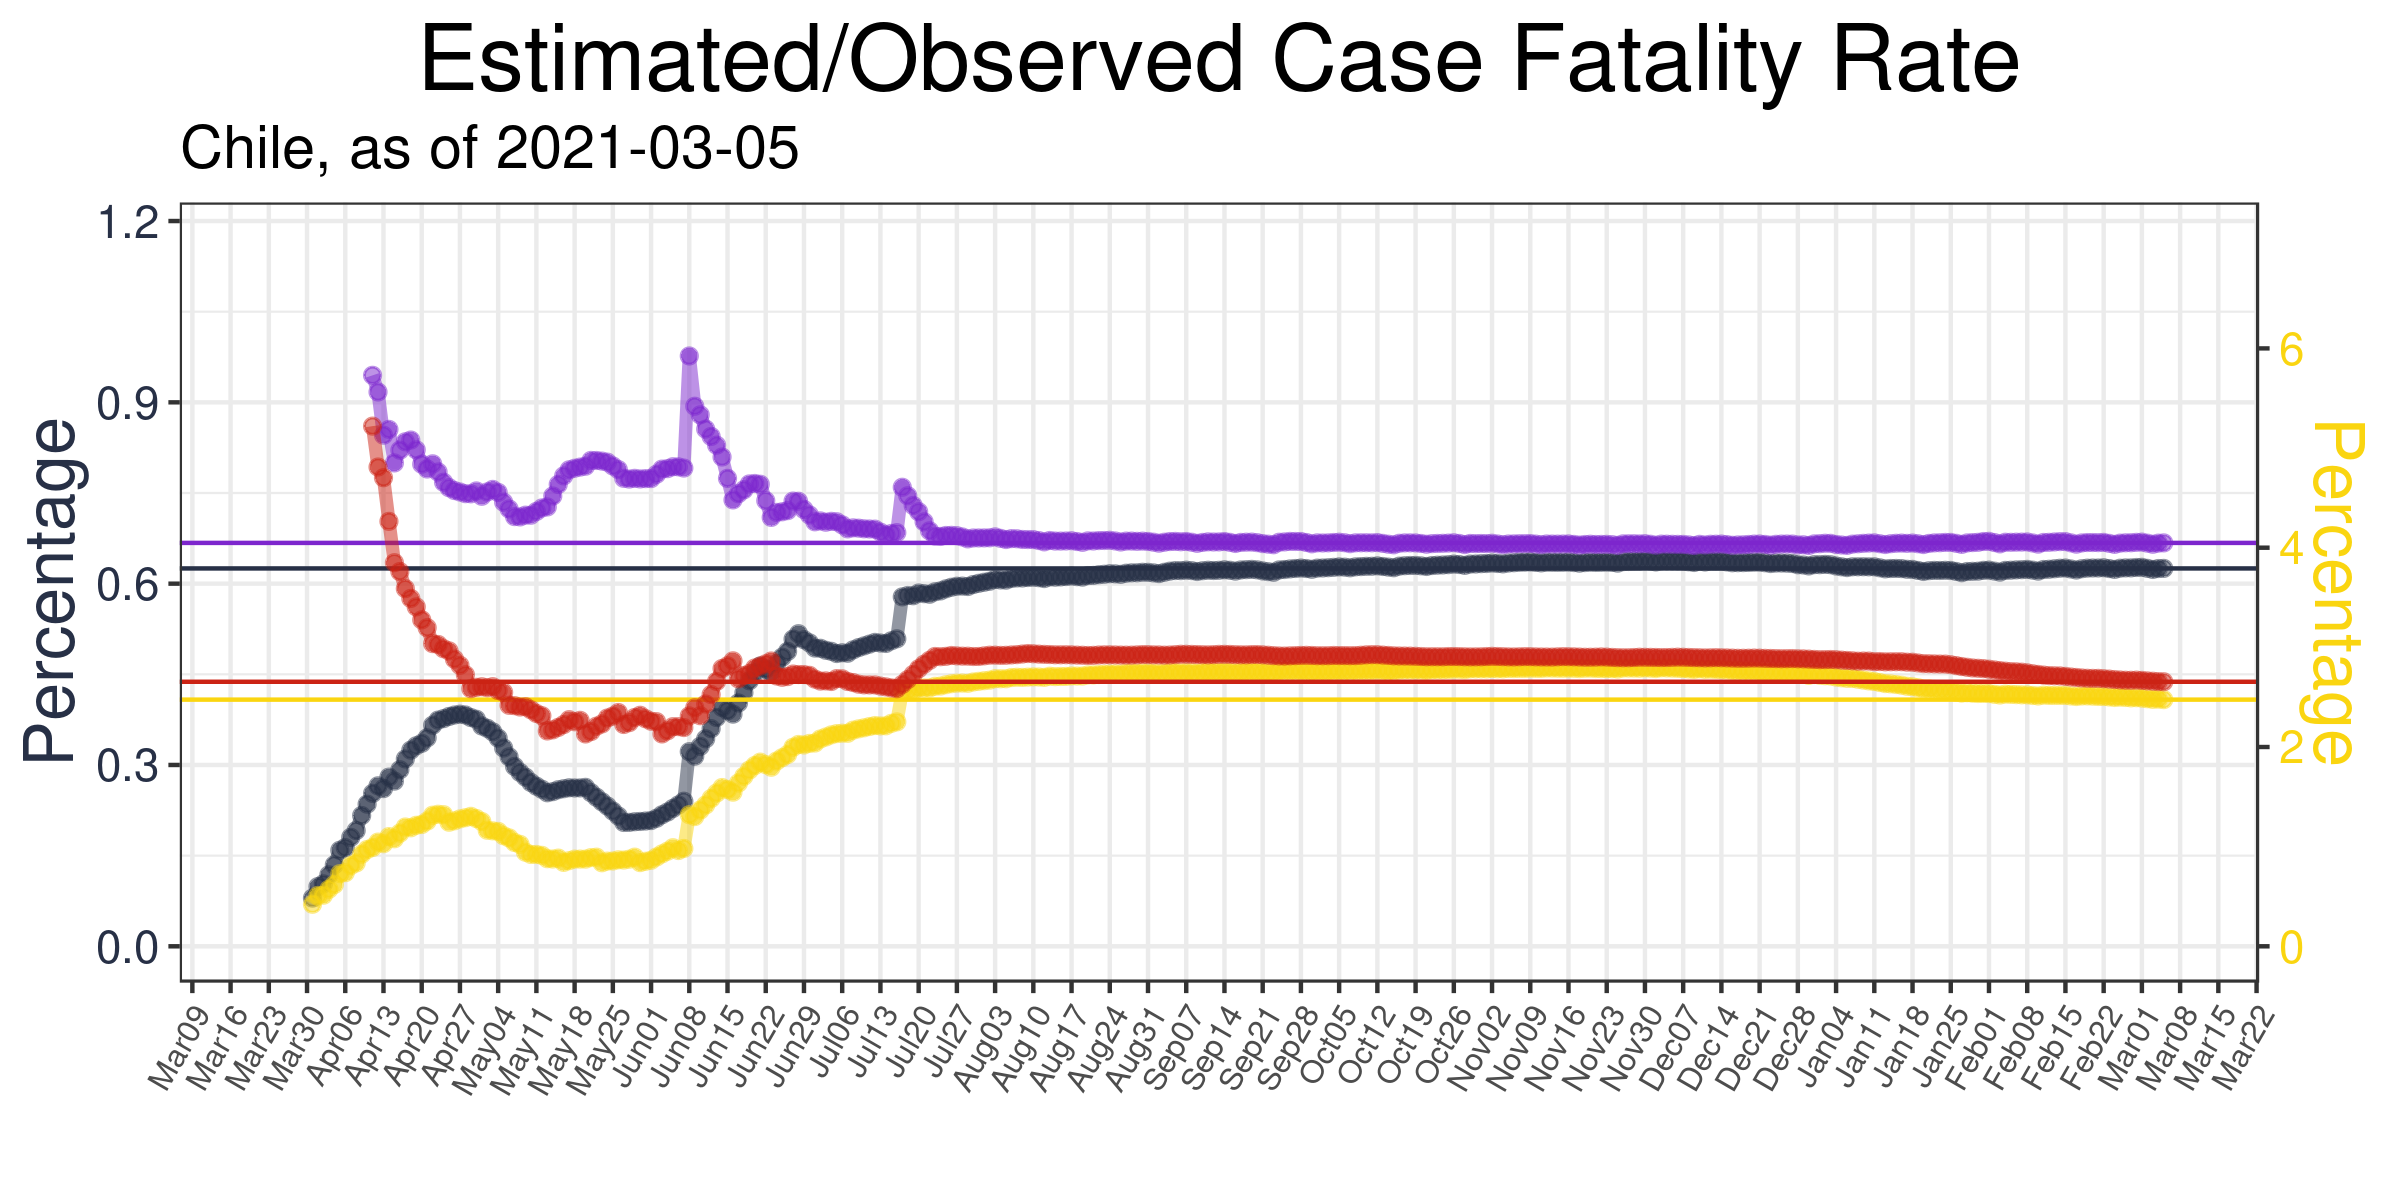 Estimated/Observed Case Fatality Rate
Chile, as of 2021-03-05
Percentage
1.2
0.9
0.6
0.3
0.0
6
4
2
0
Percentage
Mar09
Mar16
Mar23
Mar30
Apr06
Apr13
Apr20
Apr27
May04
May11
May18
May25
Jun01
Jun08
Jun15
Jun22
Jun29
Jul06
Jul13
Jul20
Jul27
Aug03
Aug10
Aug17
Aug24
Aug31
Sep07
Sep14
Sep21
Sep28
Oct05
Oct12
Oct19
Oct26
Nov02
Nov09
Nov16
Nov23
Nov30
Dec07
Dec14
Dec21
Dec28
Jan04
Jan11
Jan18
Jan25
Feb01
Feb08
Feb15
Feb22
Mar01
Mar08
Mar15
Mar22